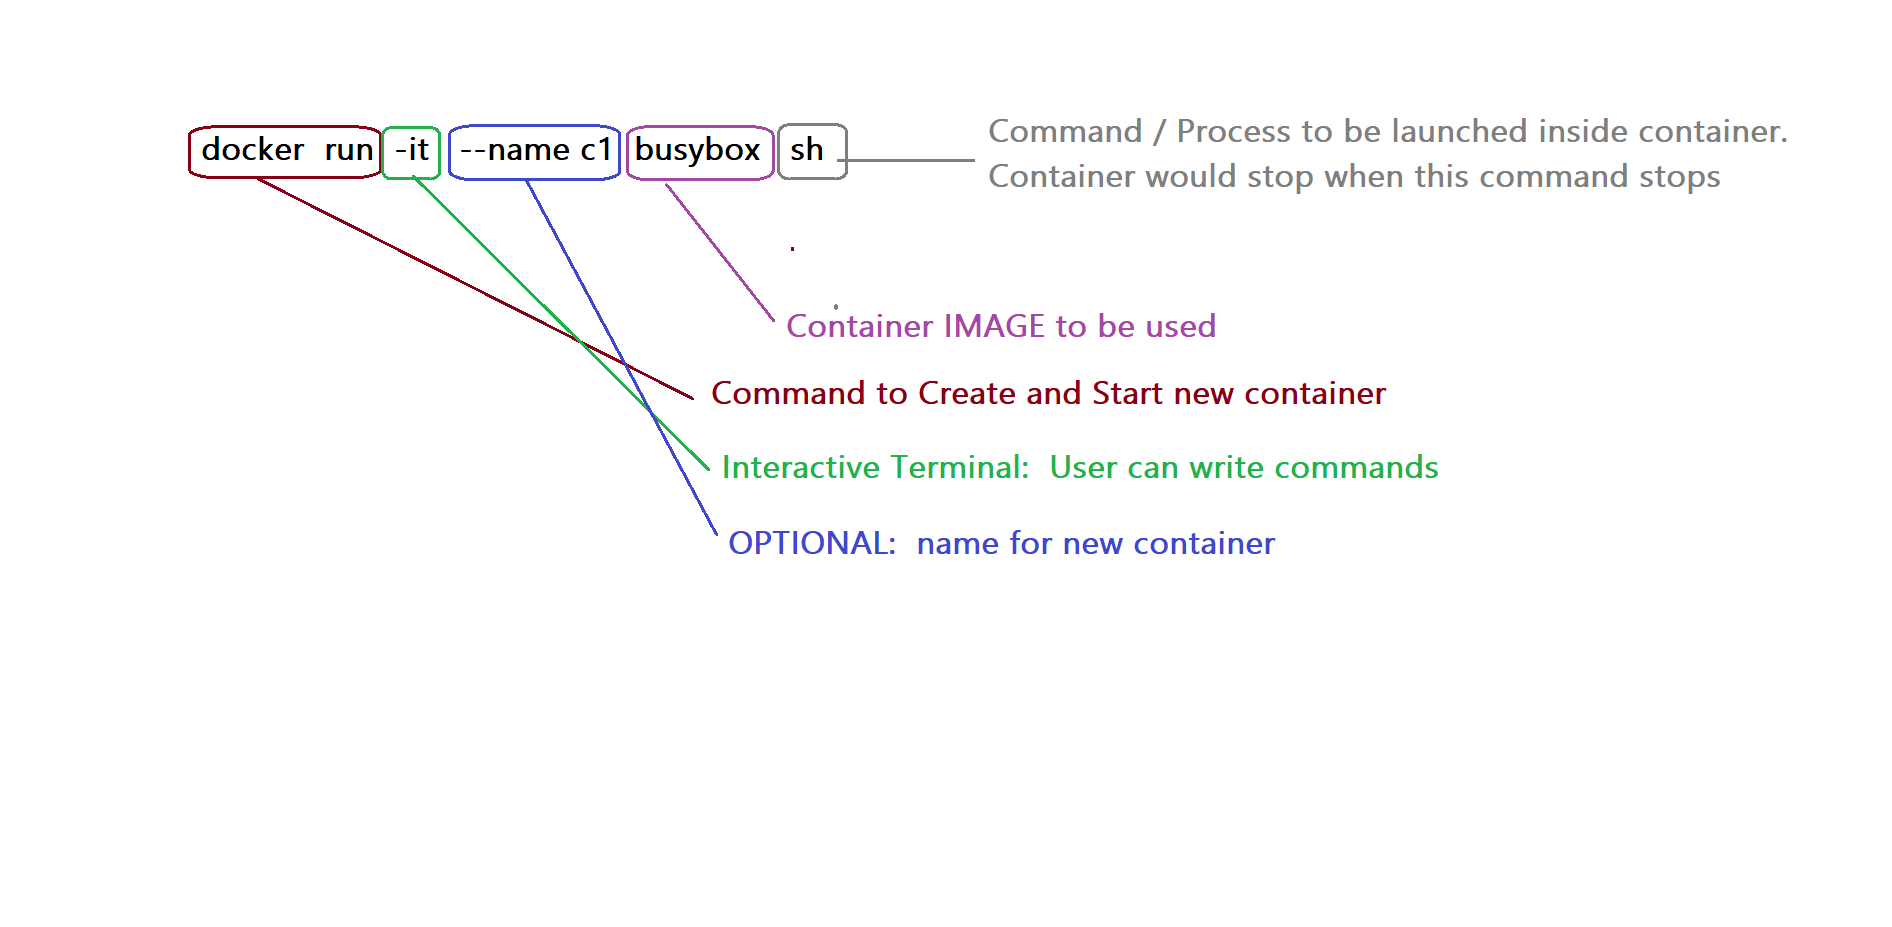 docker  run -it --name c1 busybox sh
Command / Process to be launched inside container.
Container would stop when this command stops
Container IMAGE to be used
Command to Create and Start new container
Interactive Terminal:  User can write commands
OPTIONAL:  name for new container